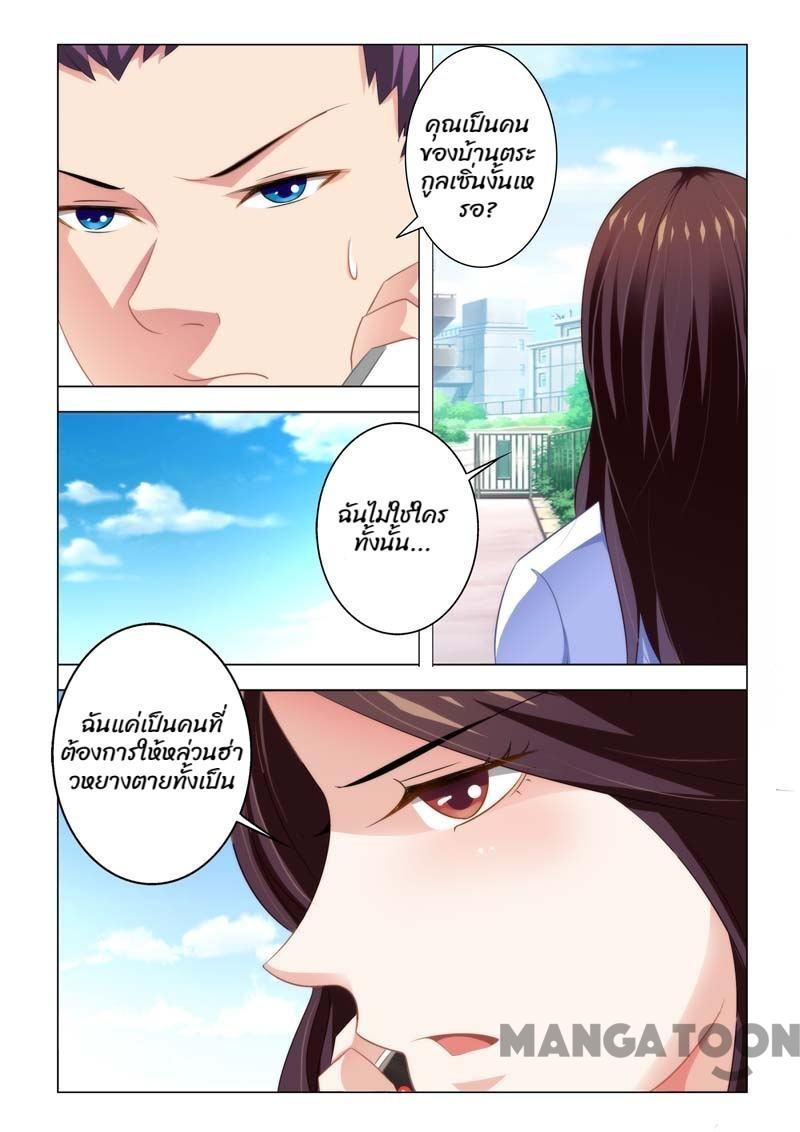 คุณเป็นคน
ของบ้านตระ
กูลเซิ่นงั้นเห
รอ?
ฉันไม่ใช่ใคร
ทั้งนั้น...
ฉันแค่เป็นคนที่
ต้องการให้หล่วนฮ่า
วหยางตายทั้งเป็น
MANGATOON